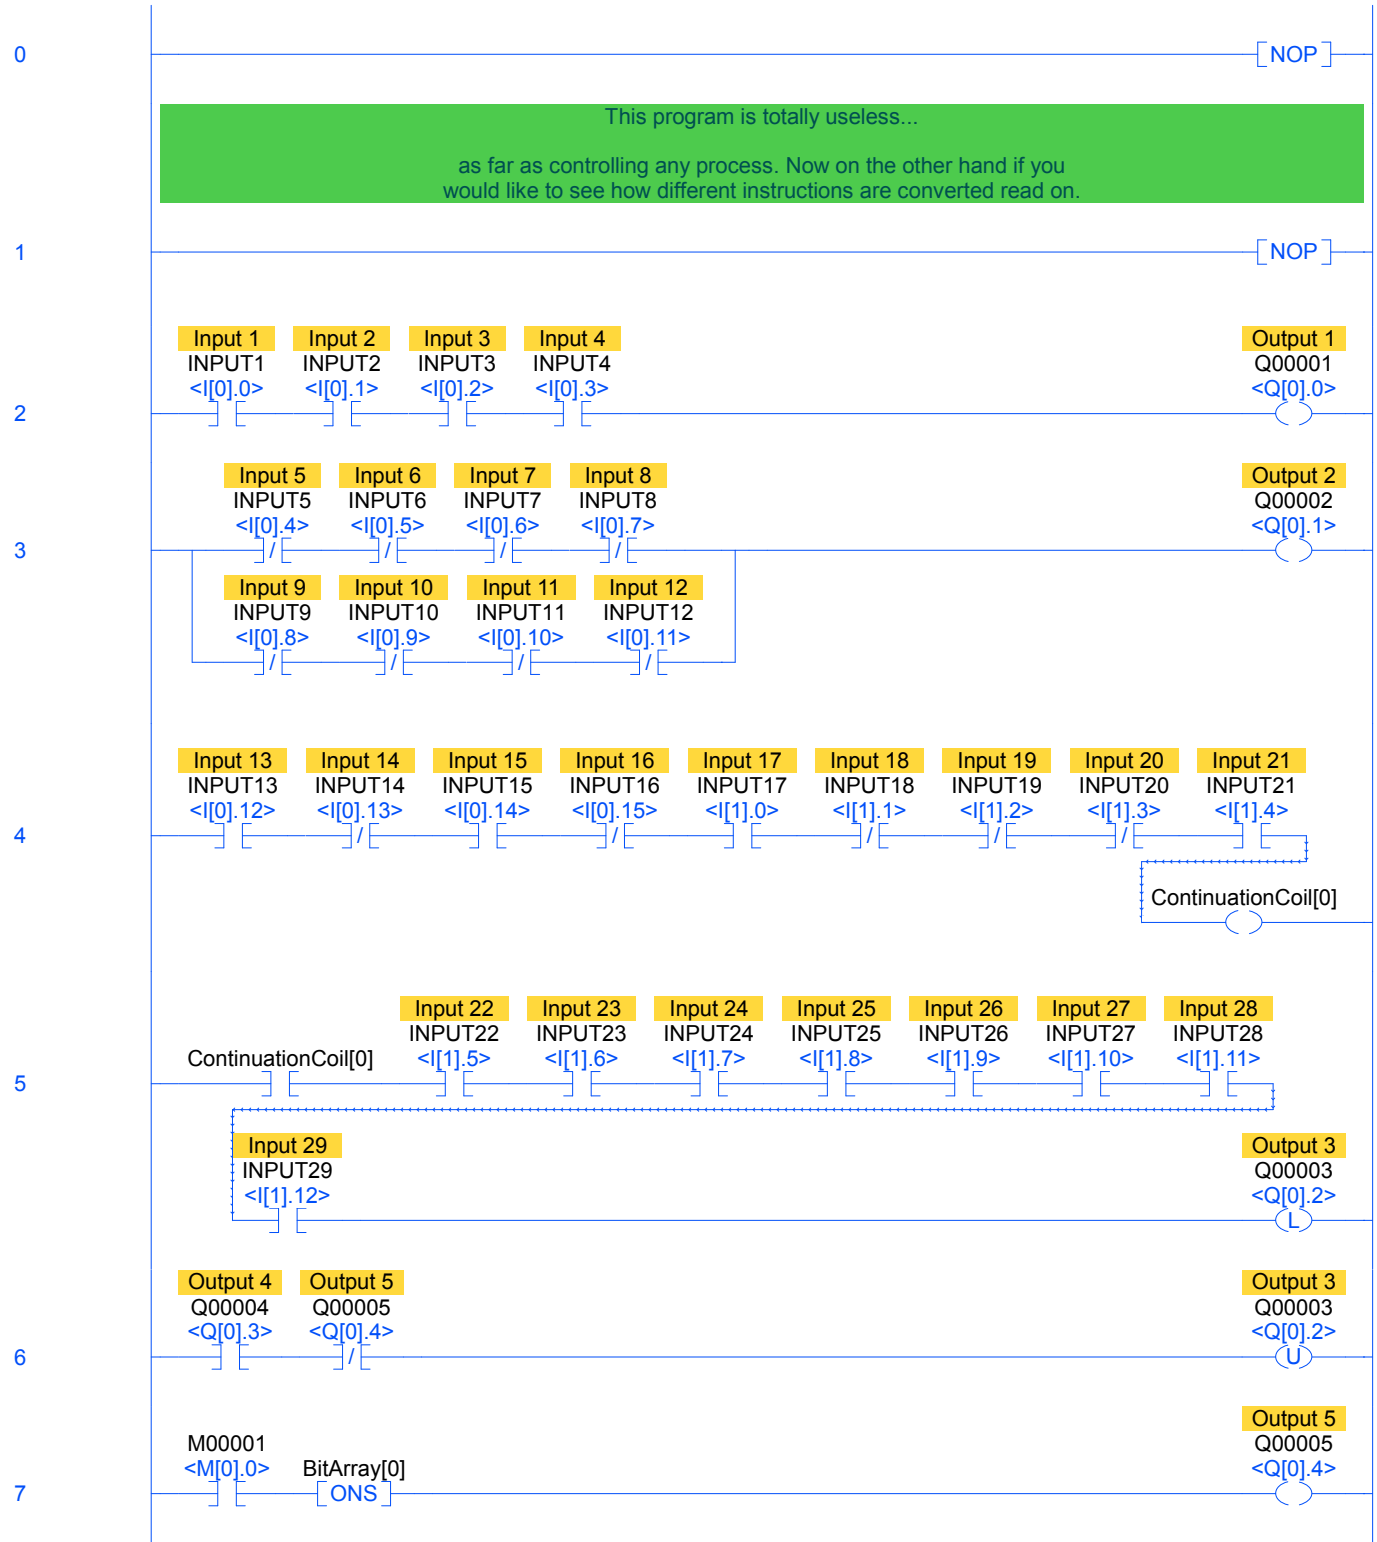 0
NOP
This program is totally useless...
as far as controlling any process. Now on the other hand if you
would like to see how different instructions are converted read on.
1
NOP
Input 1 Input 2 Input 3 Input 4 Output 1
INPUT1 INPUT2 INPUT3 INPUT4 Q00001
<I[0].0> <I[0].1> <I[0].2> <I[0].3> <Q[0].0>
2
Input 5 Input 6 Input 7 Input 8 Output 2
INPUT5 INPUT6 INPUT7 INPUT8 Q00002
<I[0].4> <I[0].5> <I[0].6> <I[0].7> <Q[0].1>
3
Input 9 Input 10 Input 11 Input 12
INPUT9 INPUT10 INPUT11 INPUT12
<I[0].8> <I[0].9> <I[0].10> <I[0].11>
Input 13 Input 14 Input 15 Input 16 Input 17 Input 18 Input 19 Input 20 Input 21
INPUT13 INPUT14 INPUT15 INPUT16 INPUT17 INPUT18 INPUT19 INPUT20 INPUT21
<I[0].12> <I[0].13> <I[0].14> <I[0].15> <I[1].0> <I[1].1> <I[1].2> <I[1].3> <I[1].4>
4
ContinuationCoil[0]
Input 22 Input 23 Input 24 Input 25 Input 26 Input 27 Input 28
INPUT22 INPUT23 INPUT24 INPUT25 INPUT26 INPUT27 INPUT28
ContinuationCoil[0] <I[1].5> <I[1].6> <I[1].7> <I[1].8> <I[1].9> <I[1].10> <I[1].11>
5
Input 29 Output 3
INPUT29 Q00003
<I[1].12> <Q[0].2>
L
Output 4 Output 5 Output 3
Q00004 Q00005 Q00003
<Q[0].3> <Q[0].4> <Q[0].2>
6 U
Output 5
M00001 Q00005
<M[0].0> BitArray[0] <Q[0].4>
7 ONS